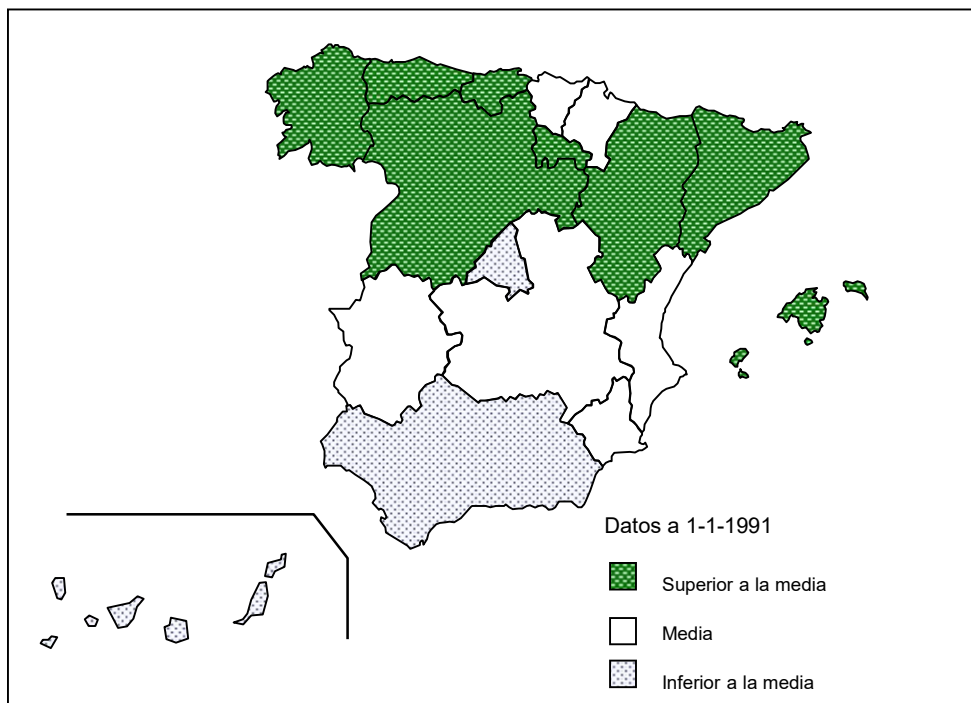 Datos a 1-1-1991
Superior a la media
Media
Inferior a la media